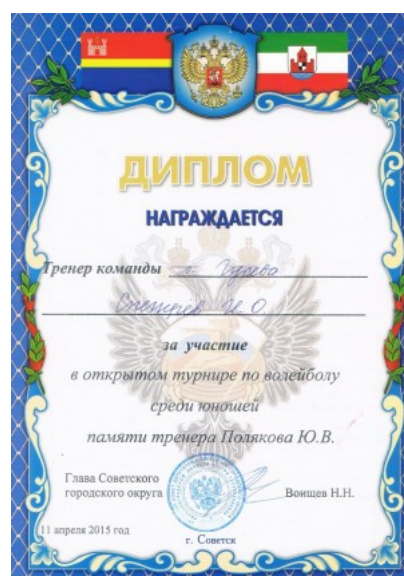 ДИПЛОМ
НАГРАЖДАЕТСЯ
Тренер команды г. Гусева
И.О.
за участие
в открытом турнире по волейболу
среди юношей
памяти тренера Полякова Ю.В.
Глава Советского
городского округа
Воищев Н.Н.
11 апреля 2015 год
г. Советск